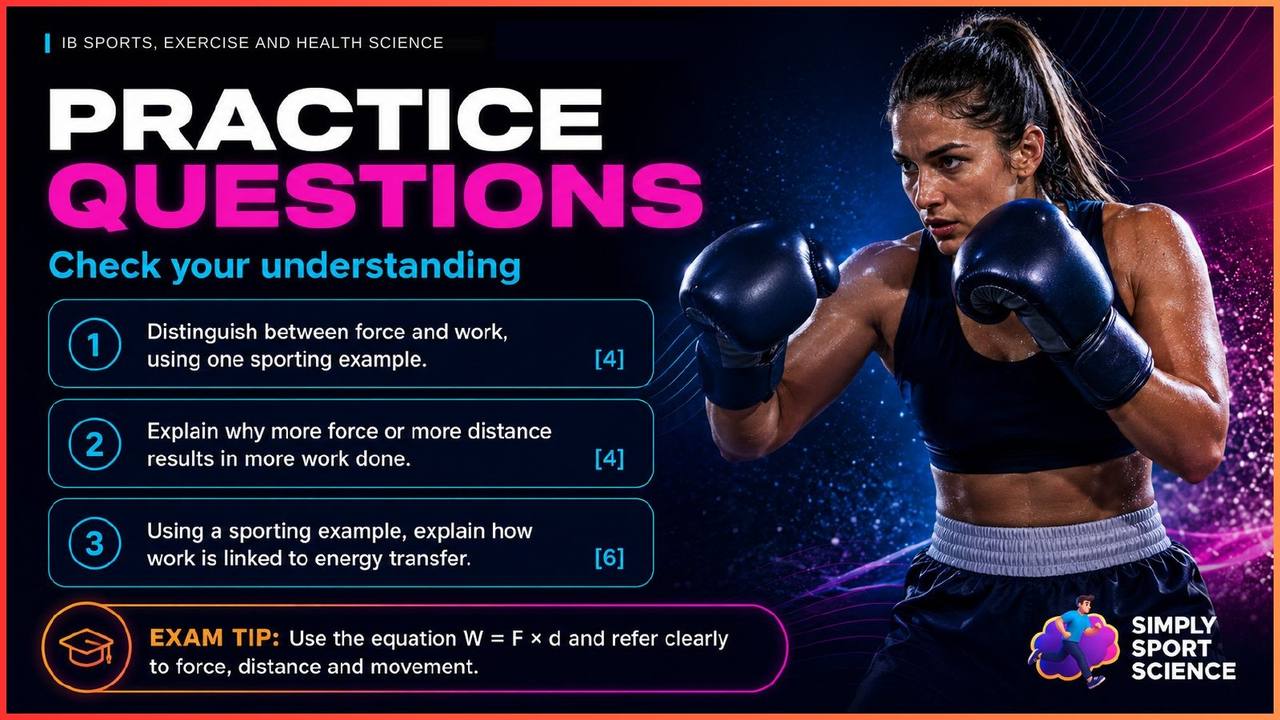 IB SPORTS, EXERCISE AND HEALTH SCIENCE
PRACTICE
QUESTIONS
Check your understanding
1
Distinguish between force and work,
using one sporting example.
[4]
2
Explain why more force or more distance
results in more work done.
[4]
3
Using a sporting example, explain how
work is linked to energy transfer.
[6]
EXAM TIP: Use the equation W = F × d and refer clearly
to force, distance and movement.
SIMPLY
SPORT
SCIENCE